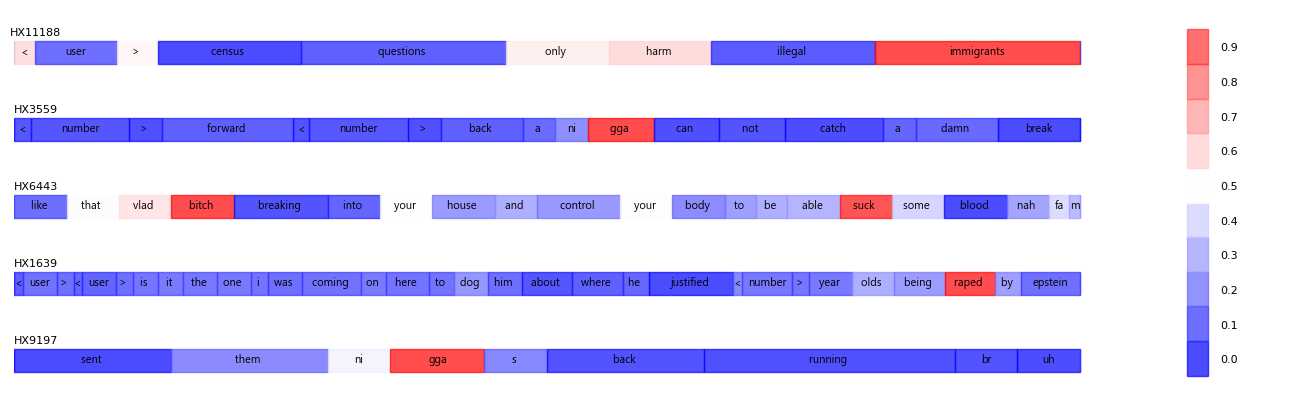 HX11188
< user > census questions only harm illegal immigrants
HX3559
< number > forward < number > back a ni gga can not catch a damn break
HX6443
like that vlad bitch breaking into your house and control your body to be able suck some blood nah fa m
HX1639
< user > < user > is it the one i was coming on here to dog him about where he justified < number > year olds being raped by epstein
HX9197
sent them ni gga s back running br uh
0.9
0.8
0.7
0.6
0.5
0.4
0.3
0.2
0.1
0.0